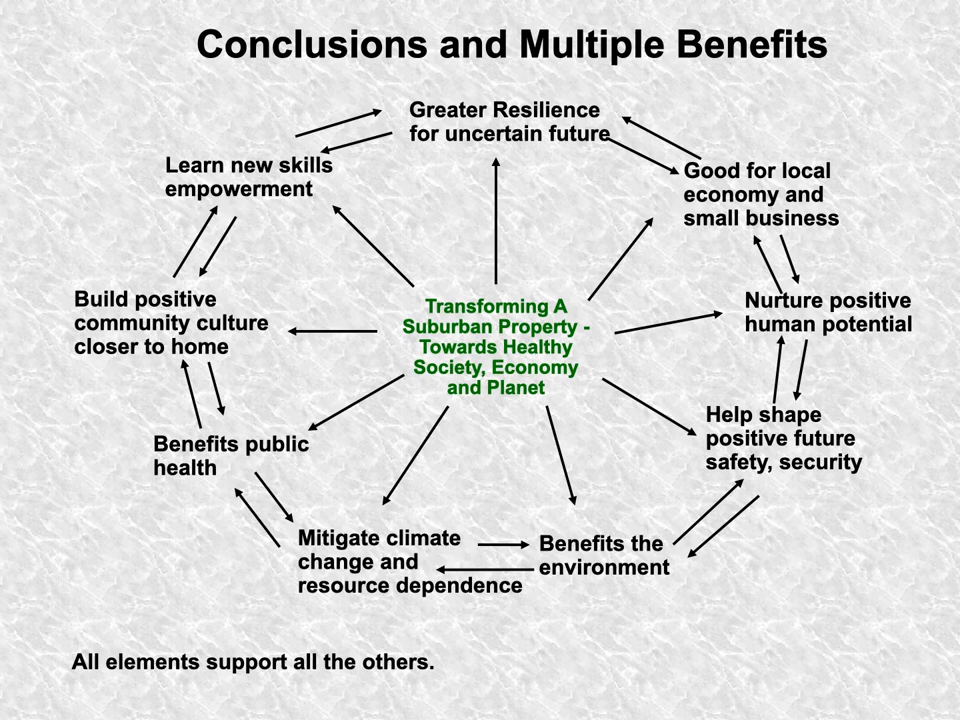 Conclusions and Multiple Benefits
Greater Resilience
for uncertain future
Learn new skills
empowerment
Good for local
economy and
small business
Build positive
community culture
closer to home
Transforming A
Suburban Property -
Towards Healthy
Society, Economy
and Planet
Nurture positive
human potential
Benefits public
health
Help shape
positive future
safety, security
Mitigate climate
change and
resource dependence
Benefits the
environment
All elements support all the others.